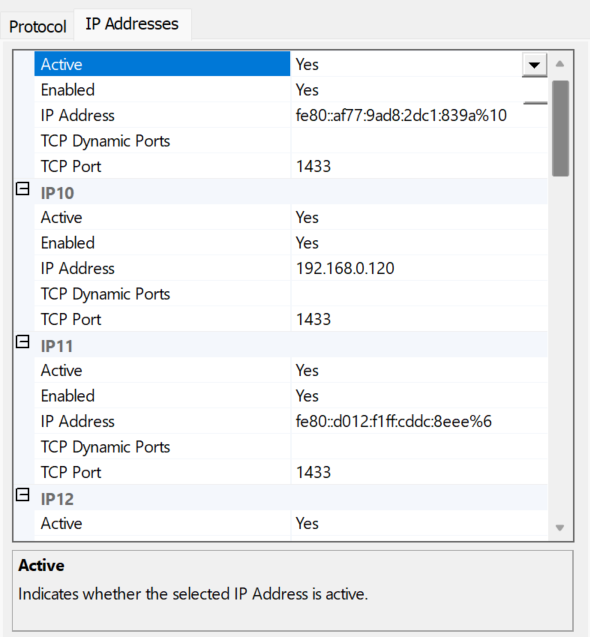 Protocol IP Addresses
Active Yes
Enabled Yes
IP Address fe80::af77:9ad8:2dc1:839a%10
TCP Dynamic Ports
TCP Port 1433
IP10
Active Yes
Enabled Yes
IP Address 192.168.0.120
TCP Dynamic Ports
TCP Port 1433
IP11
Active Yes
Enabled Yes
IP Address fe80::d012:f1ff:cddc:8eee%6
TCP Dynamic Ports
TCP Port 1433
IP12
Active Yes
Active
Indicates whether the selected IP Address is active.